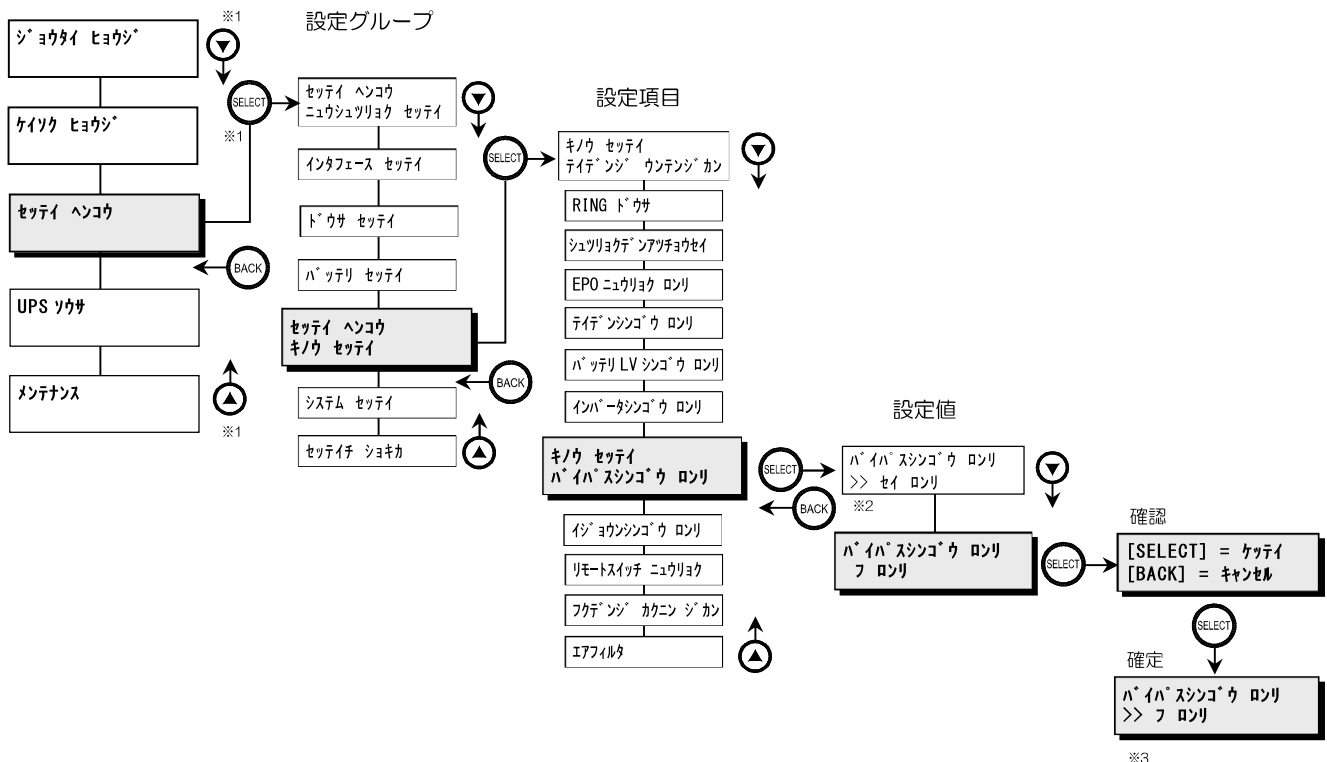 ※1
設定グループ
ジョウタイ ヒョウジ
SELECT
※1
ケイソク ヒョウジ
セッテイ ヘンコウ
BACK
UPS ソウサ
メンテナンス
※1
セッテイ ヘンコウ
ニュウシュツリョク セッテイ
インタフェース セッテイ
ドウサ セッテイ
バッテリ セッテイ
セッテイ ヘンコウ
キノウ セッテイ
システム セッテイ
セッテイチ ショキカ
SELECT
BACK
設定項目
キノウ セッテイ
テイデンジ ウンテンジカン
RING ドウサ
シュツリョクデンアツチョウセイ
EPO ニュウリョク ロンリ
テイデンシンゴウ ロンリ
バッテリ LV シンゴウ ロンリ
インバータシンゴウ ロンリ
キノウ セッテイ
バイパスシンゴウ ロンリ
イジョウシンゴウ ロンリ
リモートスイッチ ニュウリョク
フクデンジ カクニン ジカン
エアフィルタ
SELECT
BACK
設定値
バイパスシンゴウ ロンリ
>> セイ ロンリ
※2
バイパスシンゴウ ロンリ
フ ロンリ
SELECT
確認
[SELECT] = ケッテイ
[BACK] = キャンセル
SELECT
確定
バイパスシンゴウ ロンリ
>> フ ロンリ
※3